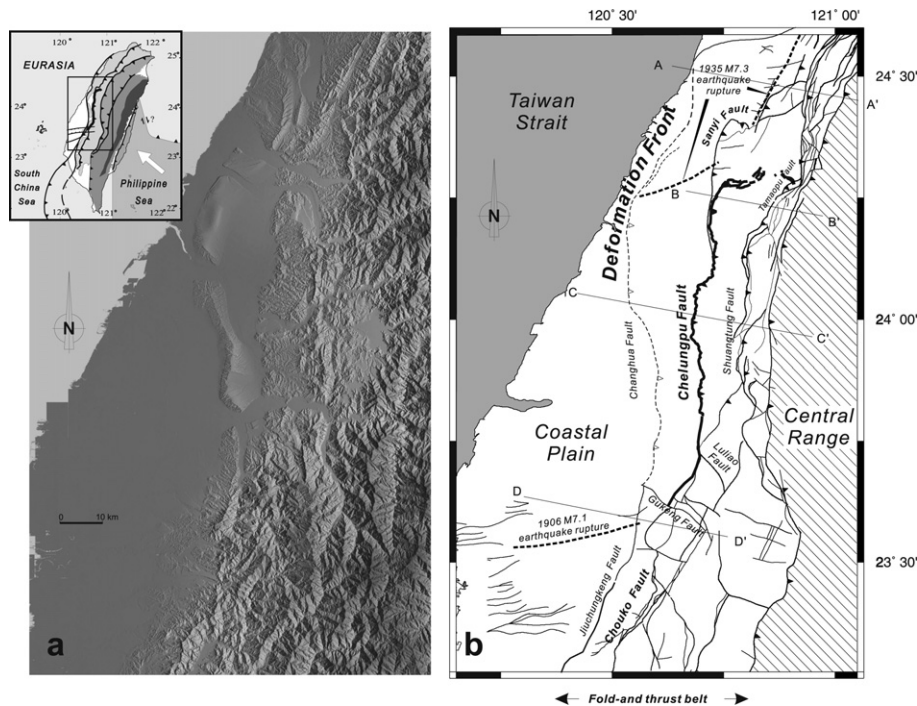 120°
121°
122°
EURASIA
25°
24°
24°
23°
23°
22°
South
China
Sea
Philippine
Sea
120°
121°
122°
N
0
10 km
a
120° 30'
121° 00'
A
1935 M7.3
earthquake
rupture
A'
24° 30'
Taiwan
Strait
Sanyi Fault
Deformation Front
B
Tamaopu Fault
B'
N
C
Chelungpu Fault
Shuangtung Fault
C'
24° 00'
Changhua Fault
Coastal
Plain
Central
Range
Luliao
Fault
D
Gukeng Fault
1906 M7.1
earthquake rupture
D'
23° 30'
Jiuchungkeng Fault
Chouko Fault
b
Fold-and thrust belt